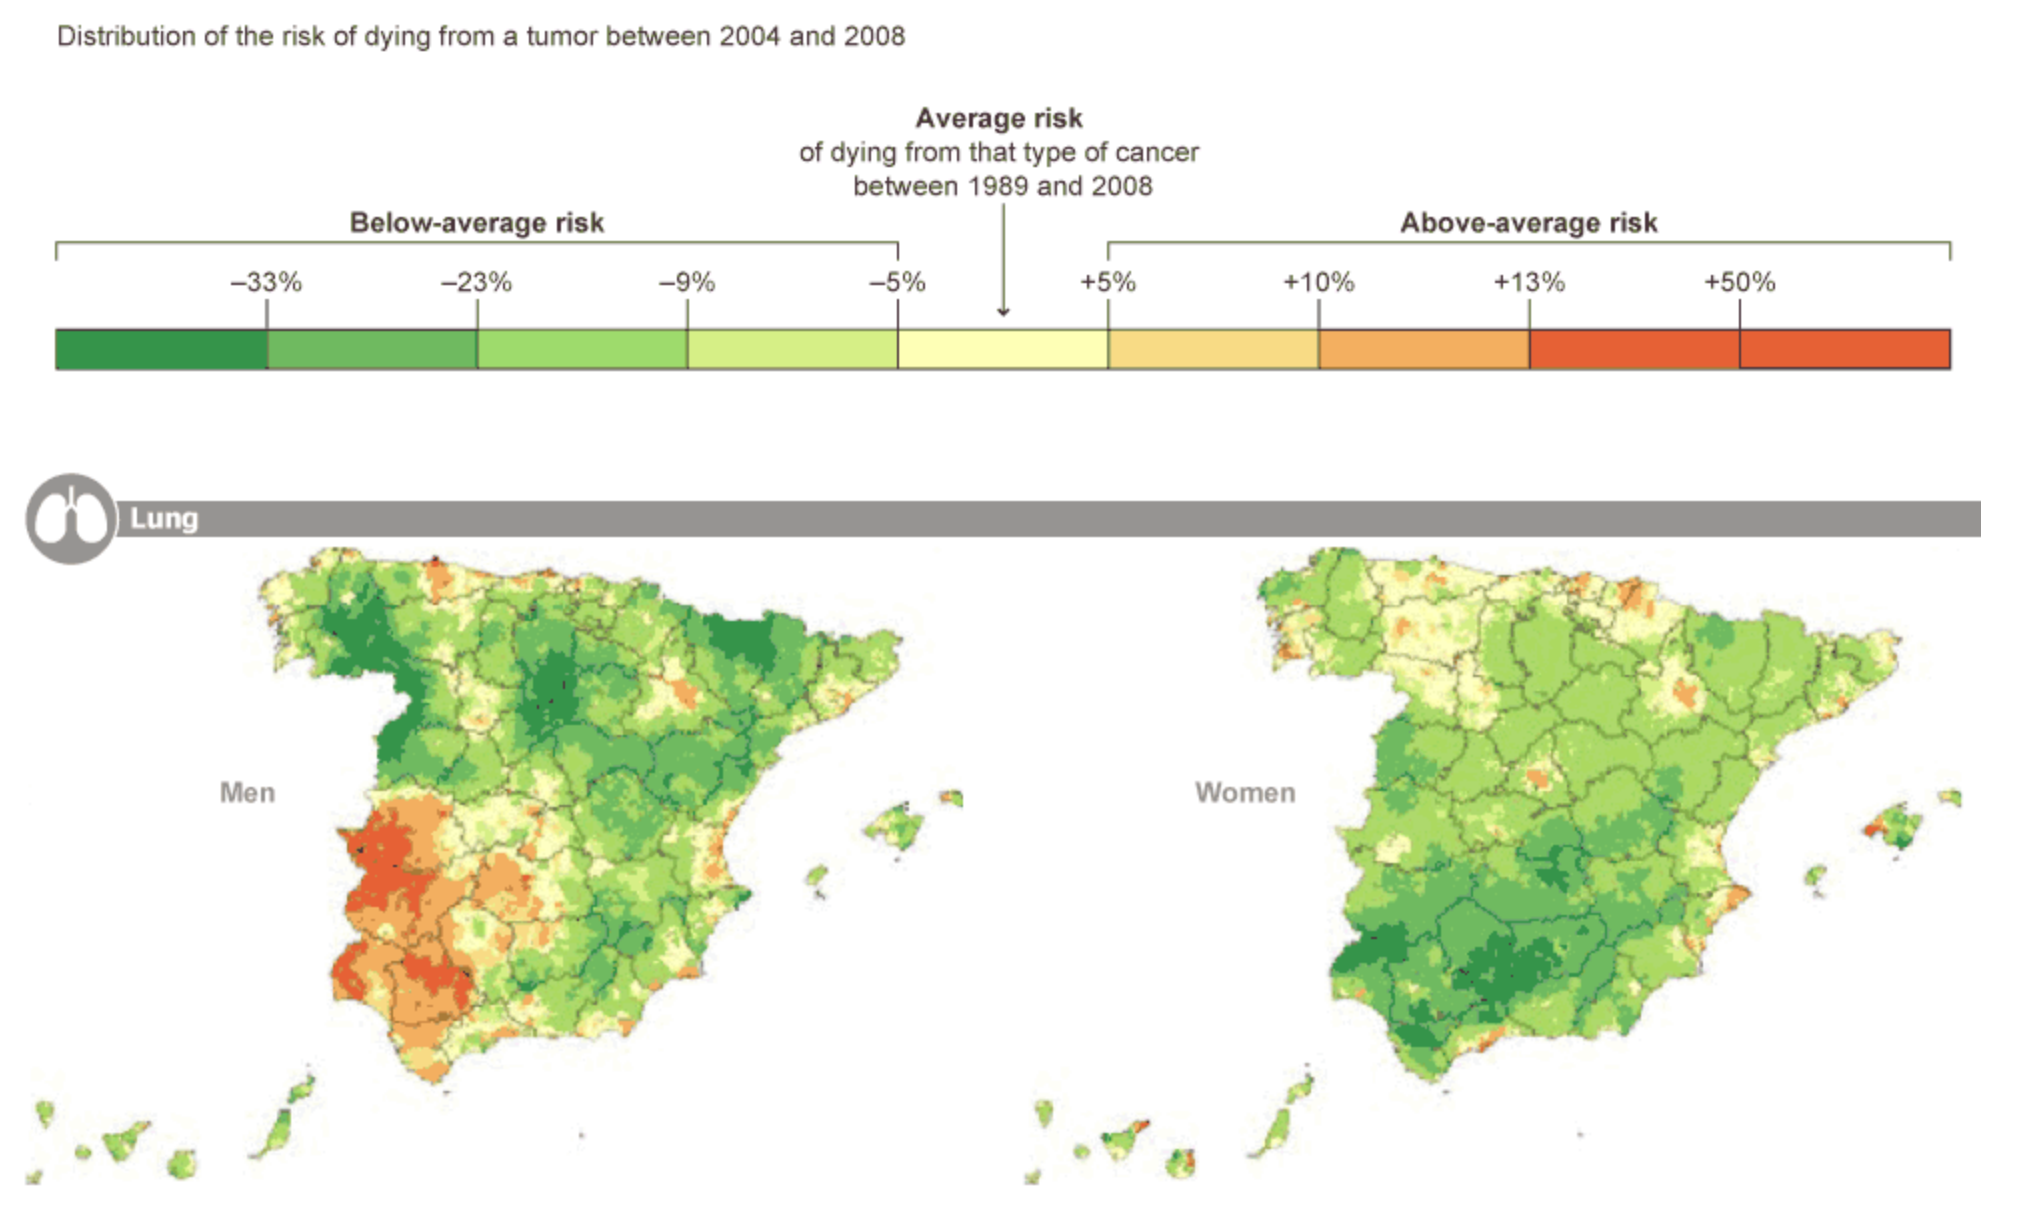 Distribution of the risk of dying from a tumor between 2004 and 2008
Average risk
of dying from that type of cancer
between 1989 and 2008
Below-average risk
Above-average risk
–33%
–23%
–9%
–5%
+5%
+10%
+13%
+50%
Lung
Men
Women